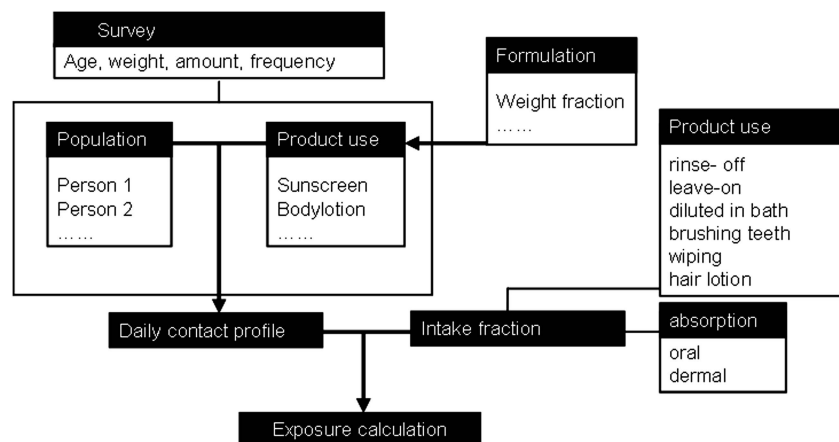 Survey
Age, weight, amount, frequency
Formulation
Weight fraction
......
Population
Person 1
Person 2
......
Product use
Sunscreen
Bodylotion
......
Product use
rinse- off
leave-on
diluted in bath
brushing teeth
wiping
hair lotion
Daily contact profile
Intake fraction
absorption
oral
dermal
Exposure calculation